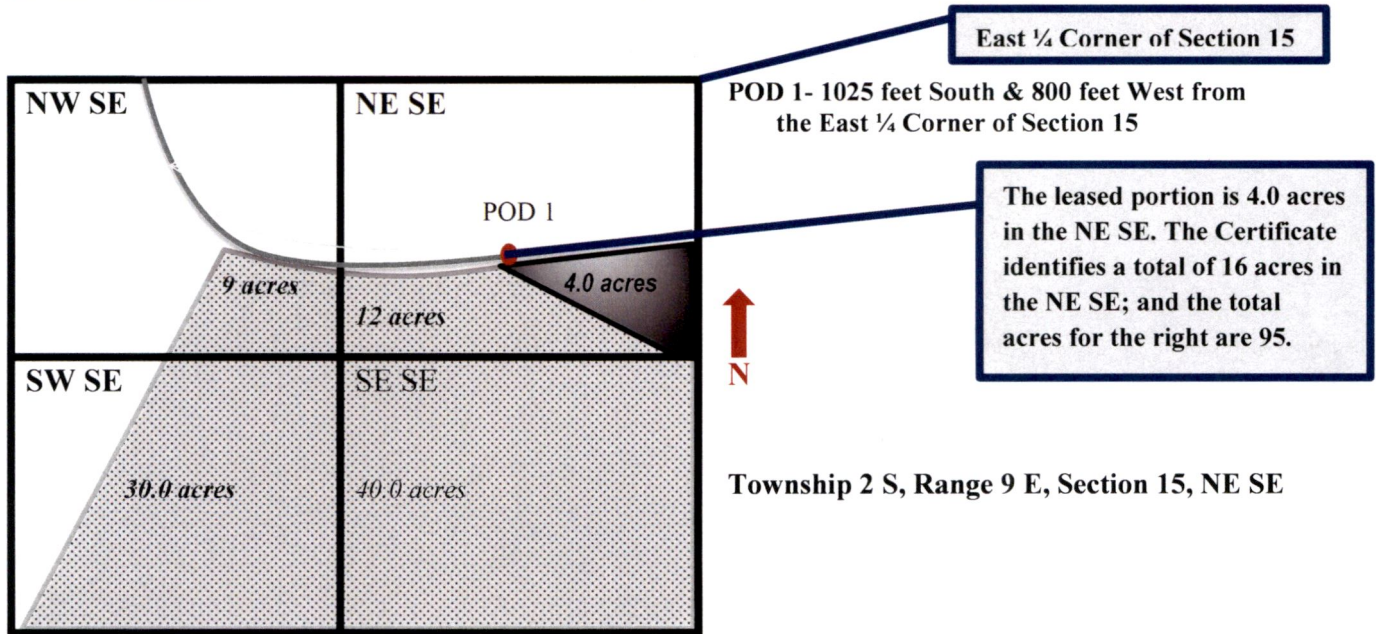 East ¼ Corner of Section 15
NW SE
NE SE
POD 1- 1025 feet South & 800 feet West from
the East ¼ Corner of Section 15
POD 1
The leased portion is 4.0 acres
in the NE SE. The Certificate
identifies a total of 16 acres in
the NE SE; and the total
acres for the right are 95.
9 acres
12 acres
4.0 acres
N
SW SE
SE SE
30.0 acres
40.0 acres
Township 2 S, Range 9 E, Section 15, NE SE